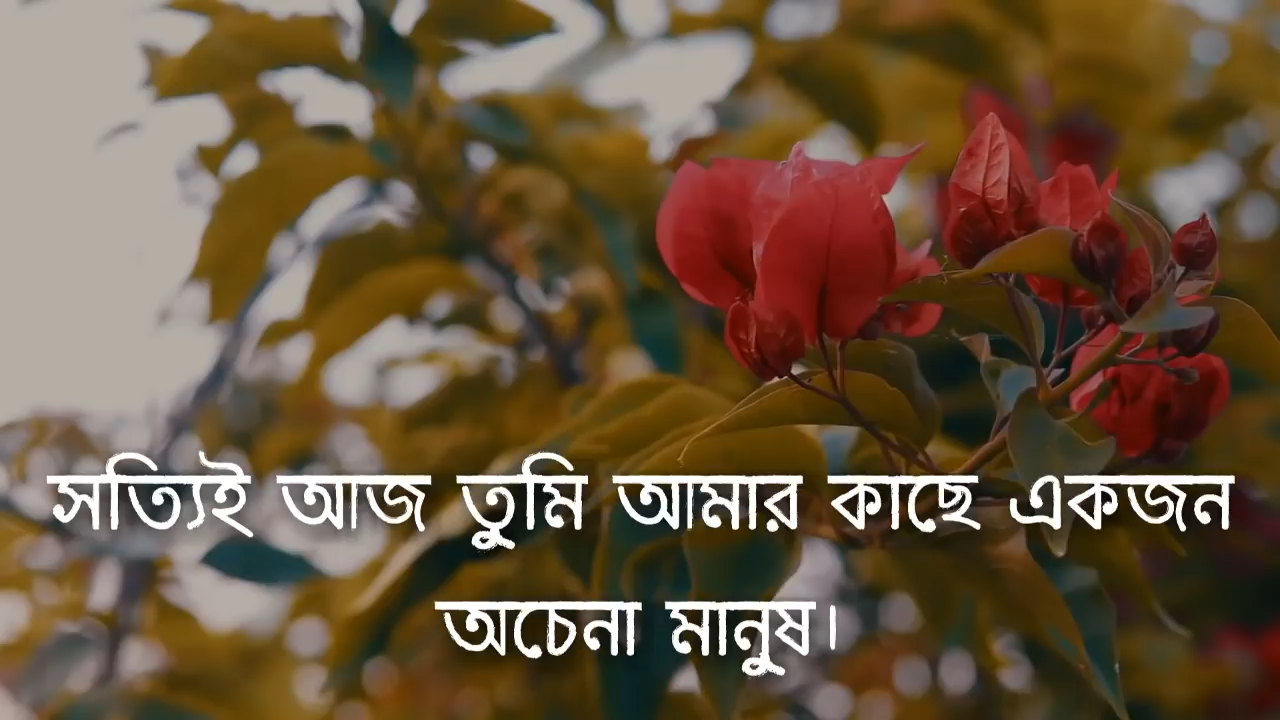 সত্যিই আজ তুমি আমার কাছে একজন
অচেনা মানুষ।